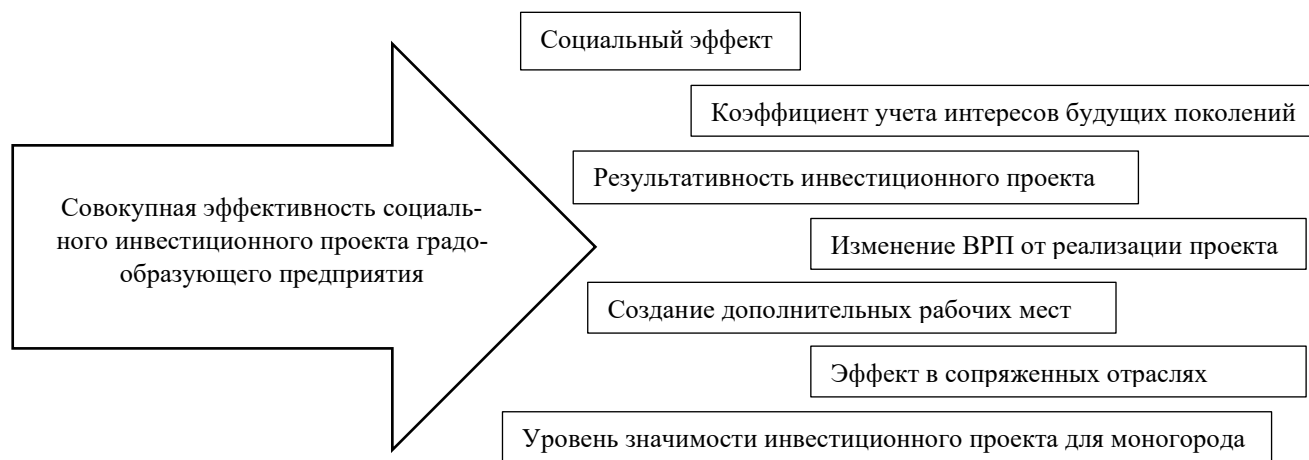 Социальный эффект
Коэффициент учета интересов будущих поколений
Результативность инвестиционного проекта
Совокупная эффективность социаль-
ного инвестиционного проекта градо-
образующего предприятия
Изменение ВРП от реализации проекта
Создание дополнительных рабочих мест
Эффект в сопряженных отраслях
Уровень значимости инвестиционного проекта для моногорода